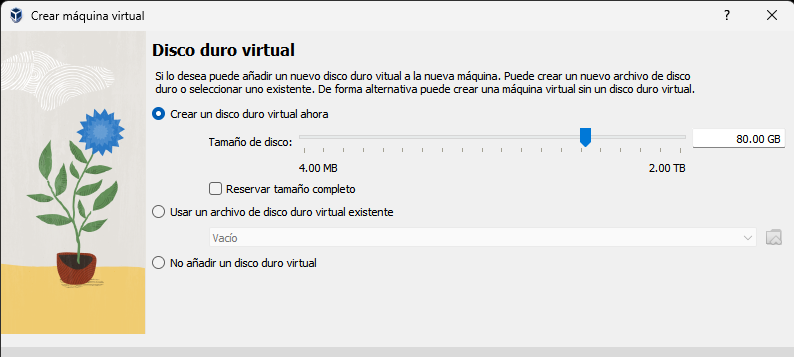 Crear máquina virtual
Disco duro virtual
Si lo desea puede añadir un nuevo disco duro vitual a la nueva máquina. Puede crear un nuevo archivo de disco
duro o seleccionar uno existente. De forma alternativa puede crear una máquina virtual sin un disco duro virtual.
Crear un disco duro virtual ahora
Tamaño de disco:
80.00 GB
4.00 MB
2.00 TB
Reservar tamaño completo
Usar un archivo de disco duro virtual existente
Vacío
No añadir un disco duro virtual